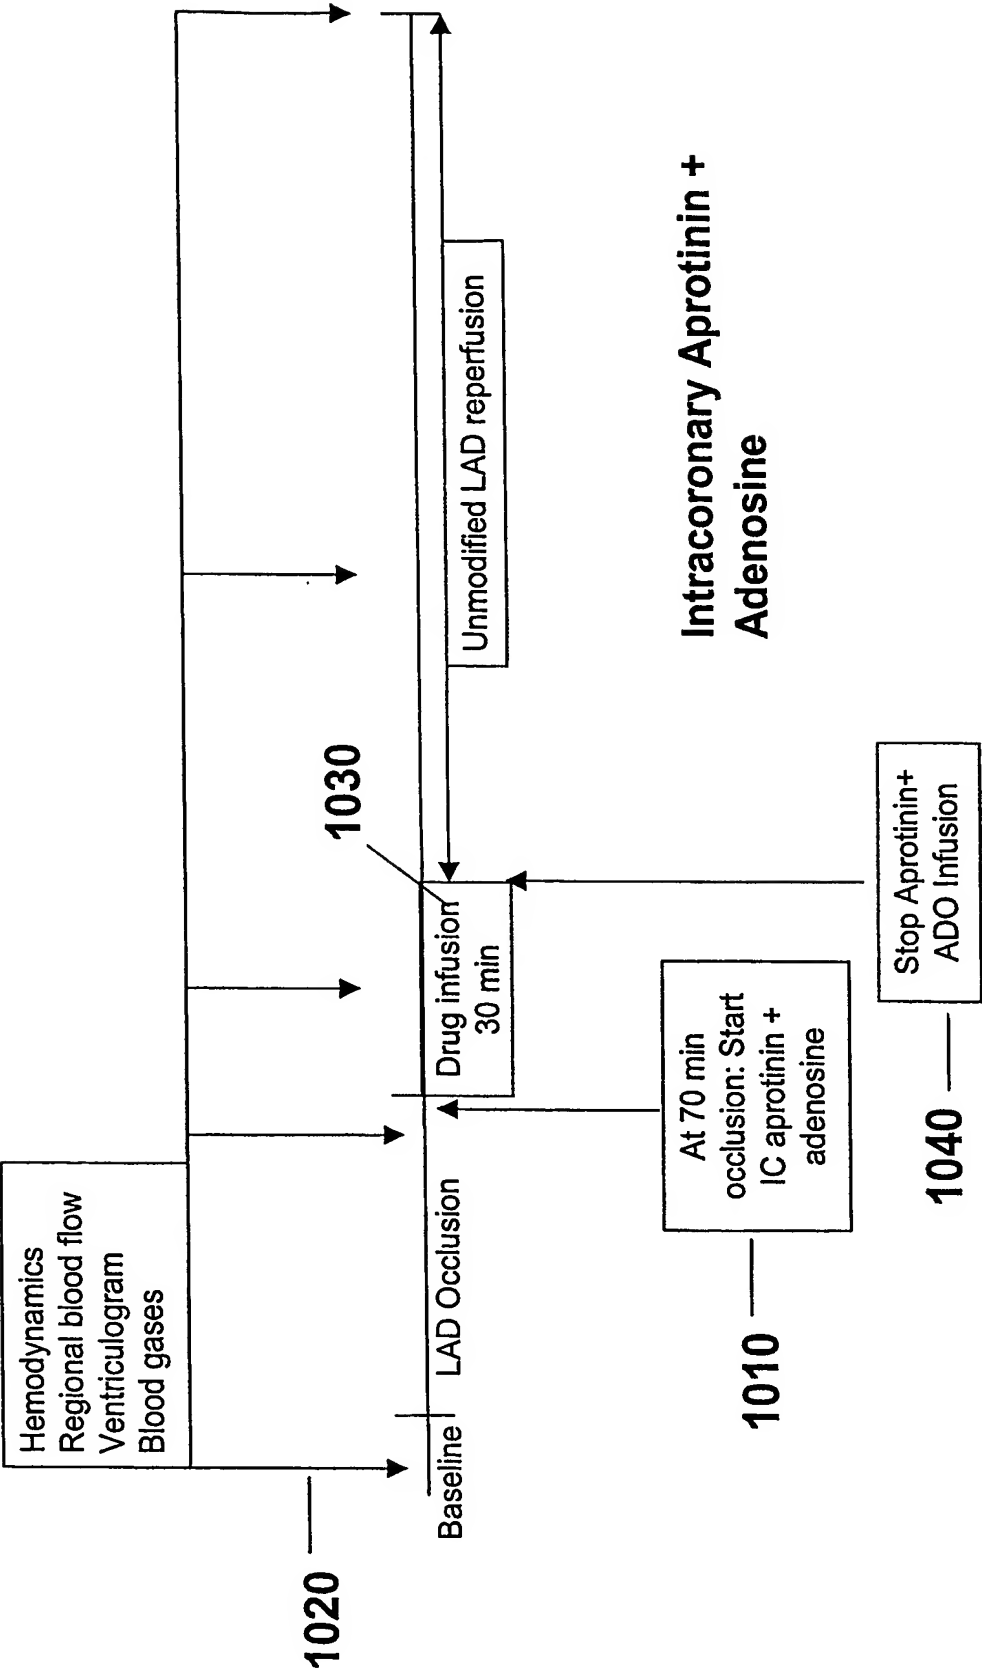 Hemodynamics
Regional blood flow
Ventriculogram
Blood gases
1020
1030
Baseline
LAD Occlusion
Drug infusion
30 min
Unmodified LAD reperfusion
At 70 min
occlusion: Start
IC aprotinin +
adenosine
1010
Stop Aprotinin+
ADO Infusion
1040
Intracoronary Aprotinin +
Adenosine